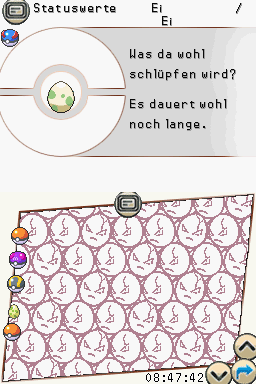 Statuswerte Ei /
Ei
Was da wohl
schlüpfen wird?
Es dauert wohl
noch lange.
08:47:42